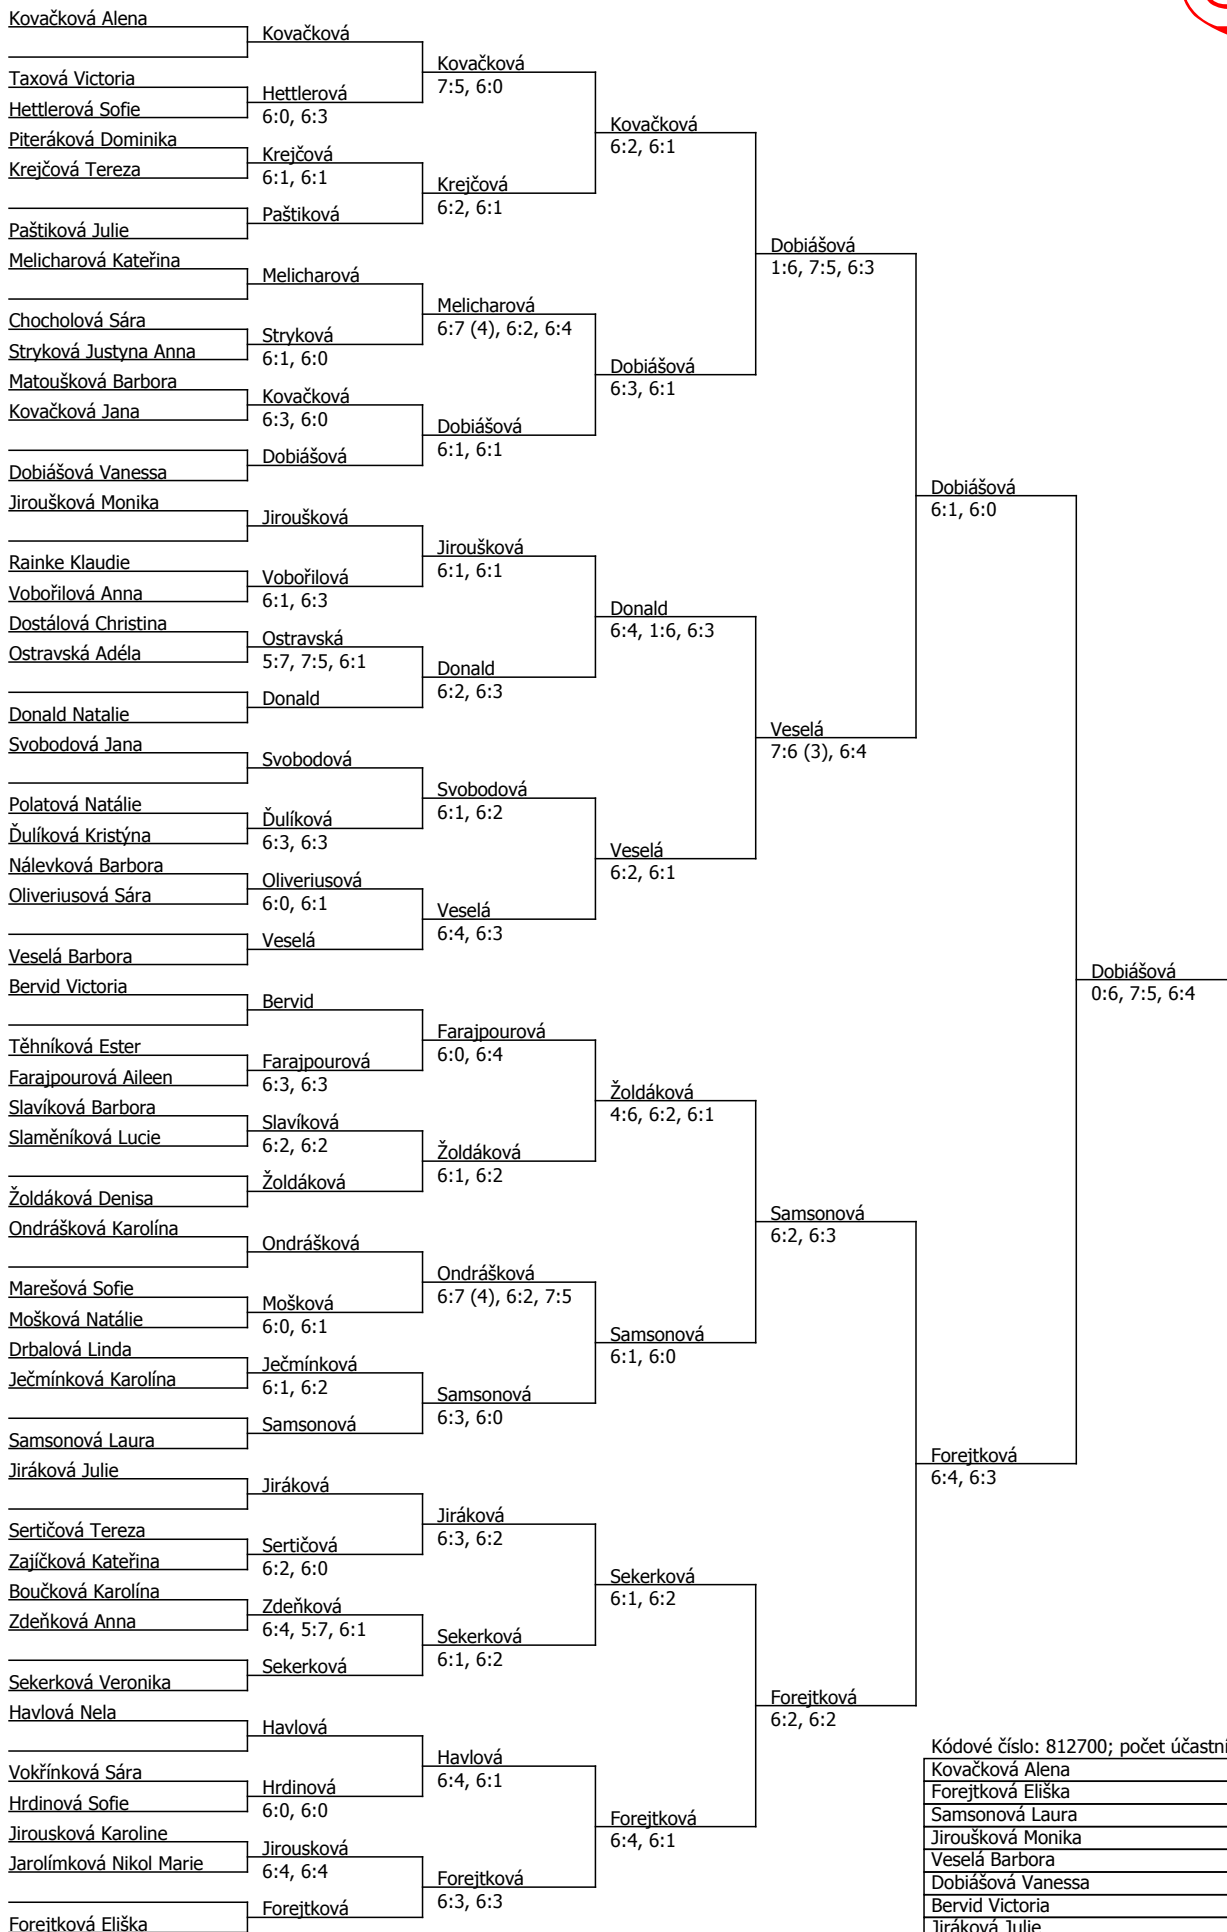 Kovačková Alena
Taxová Victoria
Hettlerová Sofie
Piteráková Dominika
Krejčová Tereza
Paštiková Julie
Melicharová Kateřina
Chocholová Sára
Stryková Justyna Anna
Matoušková Barbora
Kovačková Jana
Dobiášová Vanessa
Jiroušková Monika
Rainke Klaudie
Vobořilová Anna
Dostálová Christina
Ostravská Adéla
Donald Natalie
Svobodová Jana
Polatová Natálie
Ďulíková Kristýna
Nálevková Barbora
Oliveriusová Sára
Veselá Barbora
Bervid Victoria
Těhníková Ester
Farajpourová Aileen
Slavíková Barbora
Slaměníková Lucie
Žoldáková Denisa
Ondrášková Karolína
Marešová Sofie
Mošková Natálie
Drbalová Linda
Ječmínková Karolína
Samsonová Laura
Jiráková Julie
Sertičová Tereza
Zajíčková Kateřina
Boučková Karolína
Zdeňková Anna
Sekerková Veronika
Havlová Nela
Vokřínková Sára
Hrdinová Sofie
Jirousková Karoline
Jarolímková Nikol Marie
Forejtková Eliška
Kovačková
Hettlerová
6:0, 6:3
Krejčová
6:1, 6:1
Paštiková
Melicharová
Stryková
6:1, 6:0
Kovačková
6:3, 6:0
Dobiášová
Jiroušková
Vobořilová
6:1, 6:3
Ostravská
5:7, 7:5, 6:1
Donald
Svobodová
Ďulíková
6:3, 6:3
Oliveriusová
6:0, 6:1
Veselá
Bervid
Farajpourová
6:3, 6:3
Slavíková
6:2, 6:2
Žoldáková
Ondrášková
Mošková
6:0, 6:1
Ječmínková
6:1, 6:2
Samsonová
Jiráková
Sertičová
6:2, 6:0
Zdeňková
6:4, 5:7, 6:1
Sekerková
Havlová
Hrdinová
6:0, 6:0
Jirousková
6:4, 6:4
Forejtková
Kovačková
7:5, 6:0
Krejčová
6:2, 6:1
Melicharová
6:7 (4), 6:2, 6:4
Dobiášová
6:1, 6:1
Jiroušková
6:1, 6:1
Donald
6:2, 6:3
Svobodová
6:1, 6:2
Veselá
6:4, 6:3
Farajpourová
6:0, 6:4
Žoldáková
6:1, 6:2
Ondrášková
6:7 (4), 6:2, 7:5
Samsonová
6:3, 6:0
Jiráková
6:3, 6:2
Sekerková
6:1, 6:2
Havlová
6:4, 6:1
Forejtková
6:3, 6:3
Kovačková
6:2, 6:1
Dobiášová
6:3, 6:1
Donald
6:4, 1:6, 6:3
Veselá
6:2, 6:1
Žoldáková
4:6, 6:2, 6:1
Samsonová
6:1, 6:0
Sekerková
6:1, 6:2
Forejtková
6:4, 6:1
Dobiášová
1:6, 7:5, 6:3
Veselá
7:6 (3), 6:4
Samsonová
6:2, 6:3
Forejtková
6:2, 6:2
Dobiášová
6:1, 6:0
Forejtková
6:4, 6:3
Dobiášová
0:6, 7:5, 6:4
Kódové číslo: 812700; počet účastní
Kovačková Alena
Forejtková Eliška
Samsonová Laura
Jiroušková Monika
Veselá Barbora
Dobiášová Vanessa
Bervid Victoria
Jiráková Julie